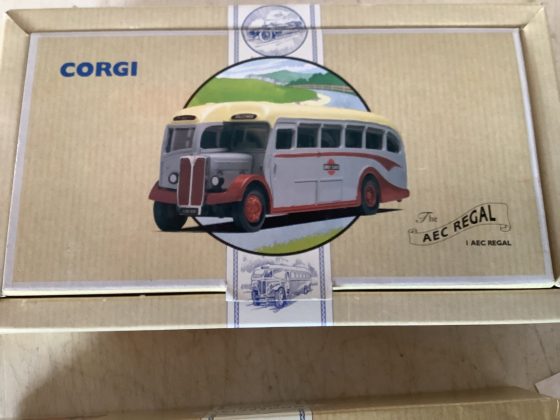 CORGI
The
AEC REGAL
1 AEC REGAL